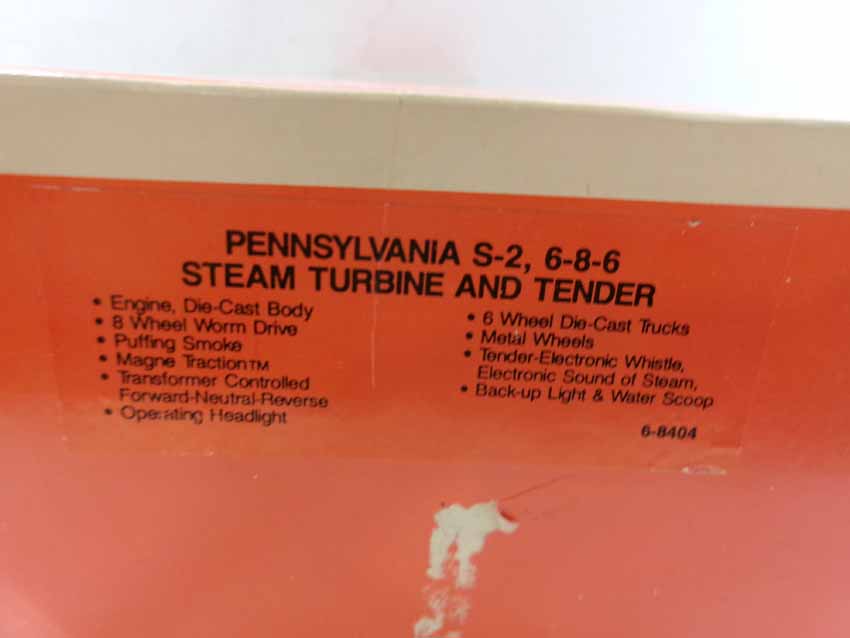 PENNSYLVANIA S-2, 6-8-6
STEAM TURBINE AND TENDER
• Engine, Die-Cast Body
• 8 Wheel Worm Drive
• Puffing Smoke
• Magne Traction™
• Transformer Controlled
Forward-Neutral-Reverse
• Operating Headlight
• 6 Wheel Die-Cast Trucks
• Metal Wheels
• Tender-Electronic Whistle,
Electronic Sound of Steam,
• Back-up Light & Water Scoop
6-8404